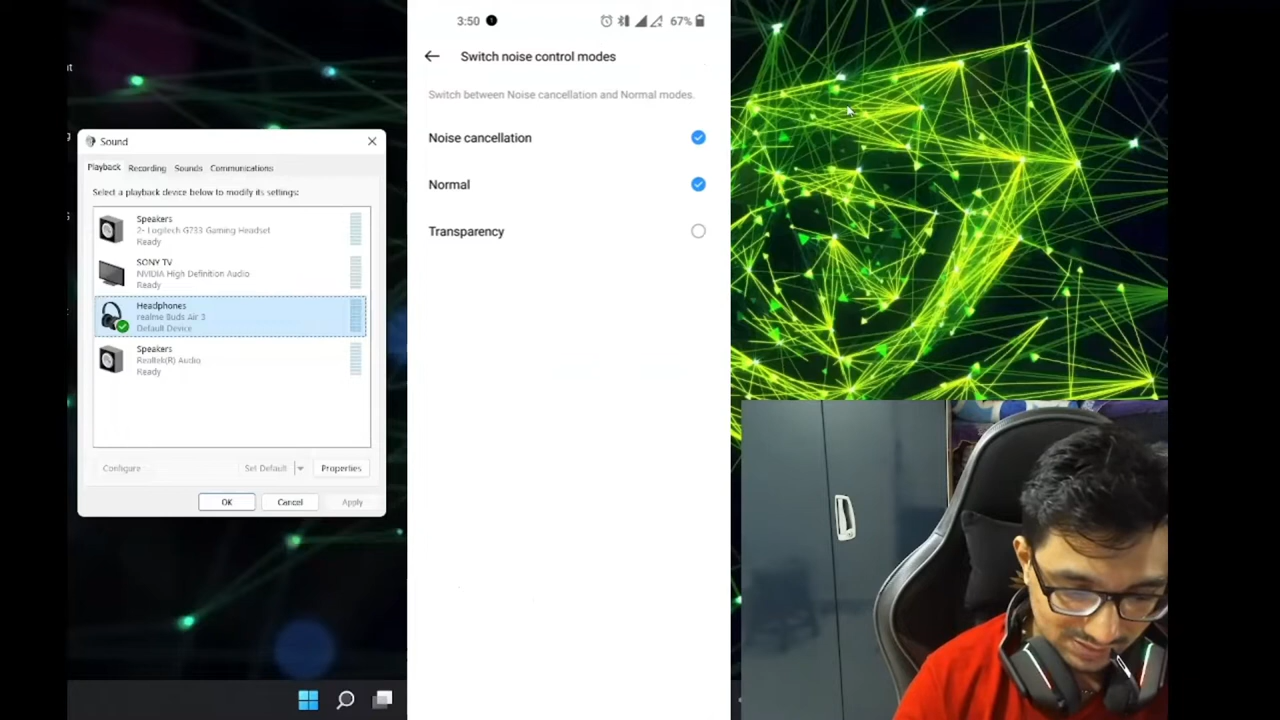 Sound
Playback
Recording
Sounds
Communications
Select a playback device below to modify its settings:
Speakers
2- Logitech G733 Gaming Headset
Ready
SONY TV
NVIDIA High Definition Audio
Ready
Headphones
realme Buds Air 3
Default Device
Speakers
Realtek(R) Audio
Ready
Configure
Set Default
Properties
OK
Cancel
Apply
3:50
67%
Switch noise control modes
Switch between Noise cancellation and Normal modes.
Noise cancellation
Normal
Transparency